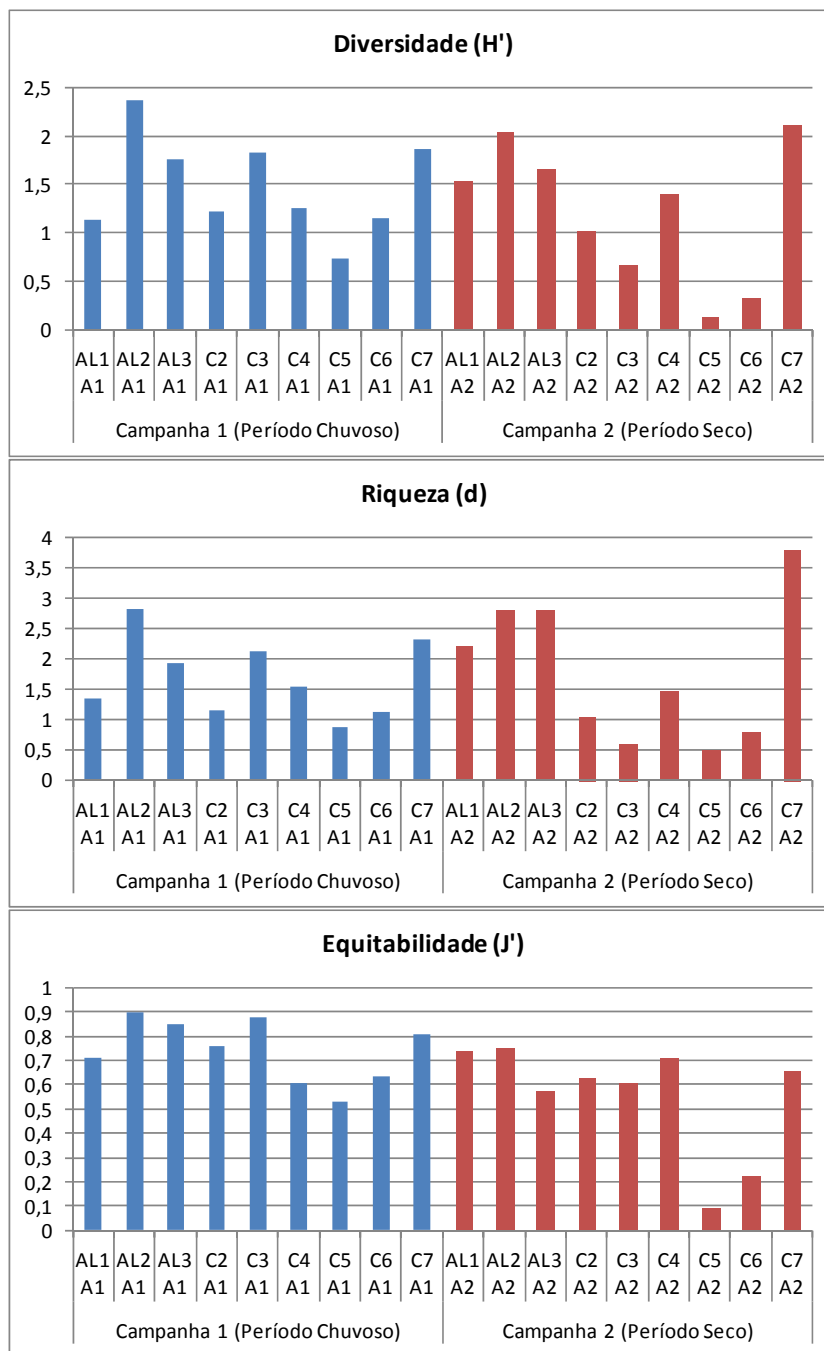 Diversidade (H')
2,5
2
1,5
1
0,5
0
AL1 AL2 AL3 C2 C3 C4 C5 C6 C7 AL1 AL2 AL3 C2 C3 C4 C5 C6 C7
A1 A1 A1 A1 A1 A1 A1 A1 A1 A2 A2 A2 A2 A2 A2 A2 A2 A2
Campanha 1 (Período Chuvoso) Campanha 2 (Período Seco)
Riqueza (d)
4
3,5
3
2,5
2
1,5
1
0,5
0
AL1 AL2 AL3 C2 C3 C4 C5 C6 C7 AL1 AL2 AL3 C2 C3 C4 C5 C6 C7
A1 A1 A1 A1 A1 A1 A1 A1 A1 A2 A2 A2 A2 A2 A2 A2 A2 A2
Campanha 1 (Período Chuvoso) Campanha 2 (Período Seco)
Equitabilidade (J')
1
0,9
0,8
0,7
0,6
0,5
0,4
0,3
0,2
0,1
0
AL1 AL2 AL3 C2 C3 C4 C5 C6 C7 AL1 AL2 AL3 C2 C3 C4 C5 C6 C7
A1 A1 A1 A1 A1 A1 A1 A1 A1 A2 A2 A2 A2 A2 A2 A2 A2 A2
Campanha 1 (Período Chuvoso) Campanha 2 (Período Seco)